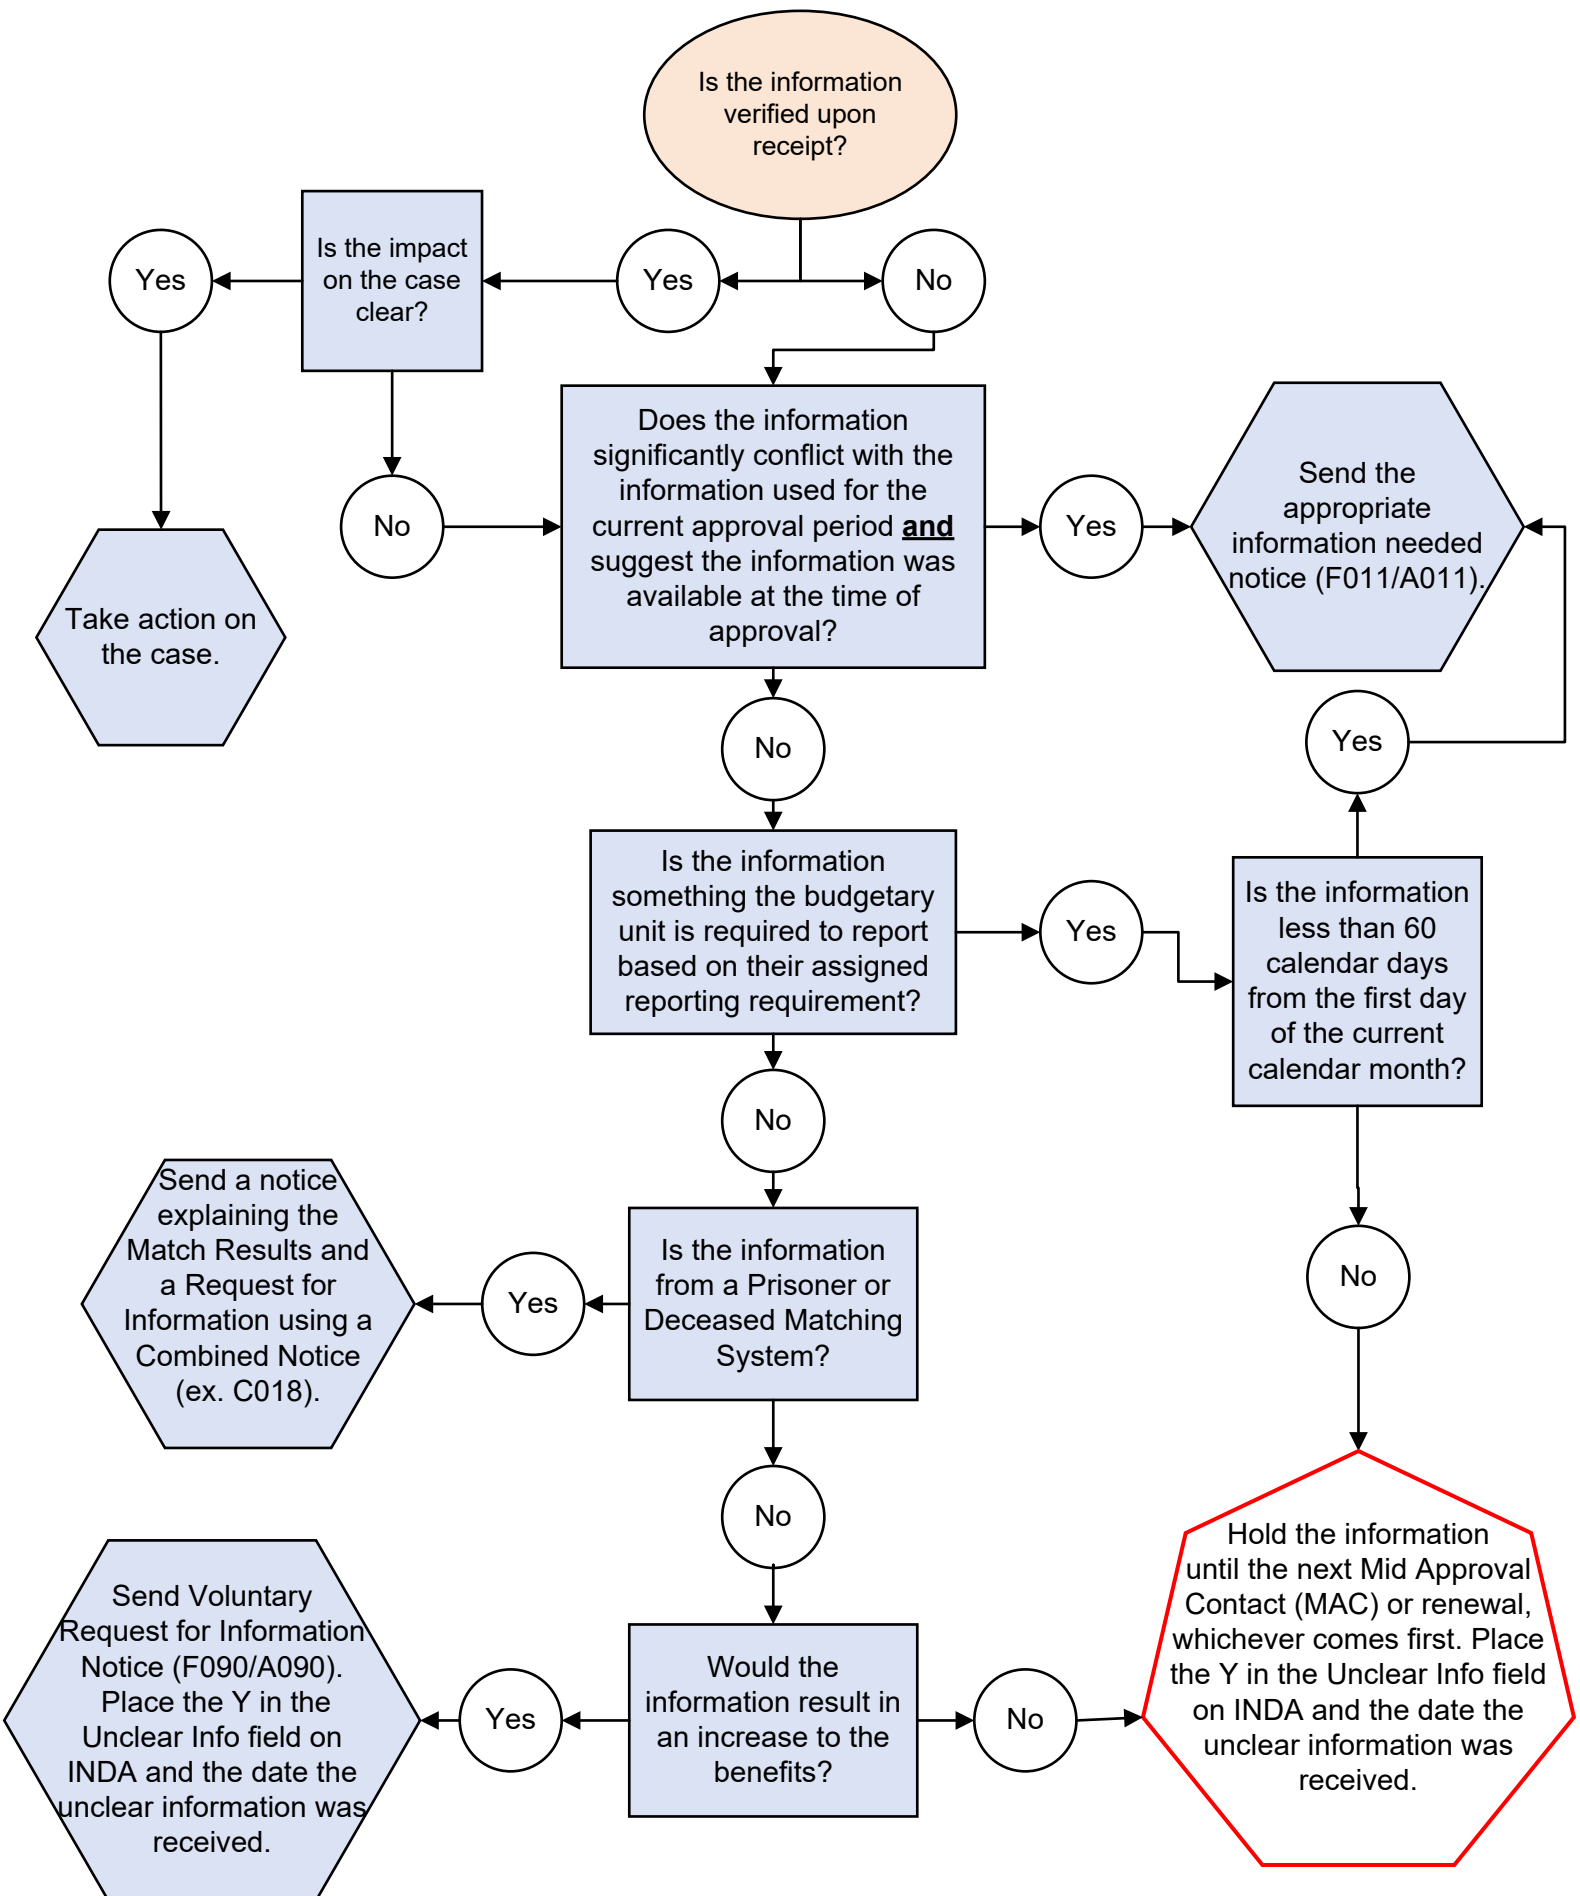 Is the information
verified upon
receipt?
Is the impact
on the case
clear?
Yes
Yes
No
Does the information
significantly conflict with the
information used for the
current approval period and
suggest the information was
available at the time of
approval?
No
Yes
Send the
appropriate
information needed
notice (F011/A011).
Take action on
the case.
No
Yes
Is the information
something the budgetary
unit is required to report
based on their assigned
reporting requirement?
Yes
Is the information
less than 60
calendar days
from the first day
of the current
calendar month?
No
Send a notice
explaining the
Match Results and
a Request for
Information using a
Combined Notice
(ex. C018).
Yes
Is the information
from a Prisoner or
Deceased Matching
System?
No
No
Send Voluntary
Request for Information
Notice (F090/A090).
Place the Y in the
Unclear Info field on
INDA and the date the
unclear information was
received.
Yes
Would the
information result in
an increase to the
benefits?
No
Hold the information
until the next Mid Approval
Contact (MAC) or renewal,
whichever comes first. Place
the Y in the Unclear Info field
on INDA and the date the
unclear information was
received.